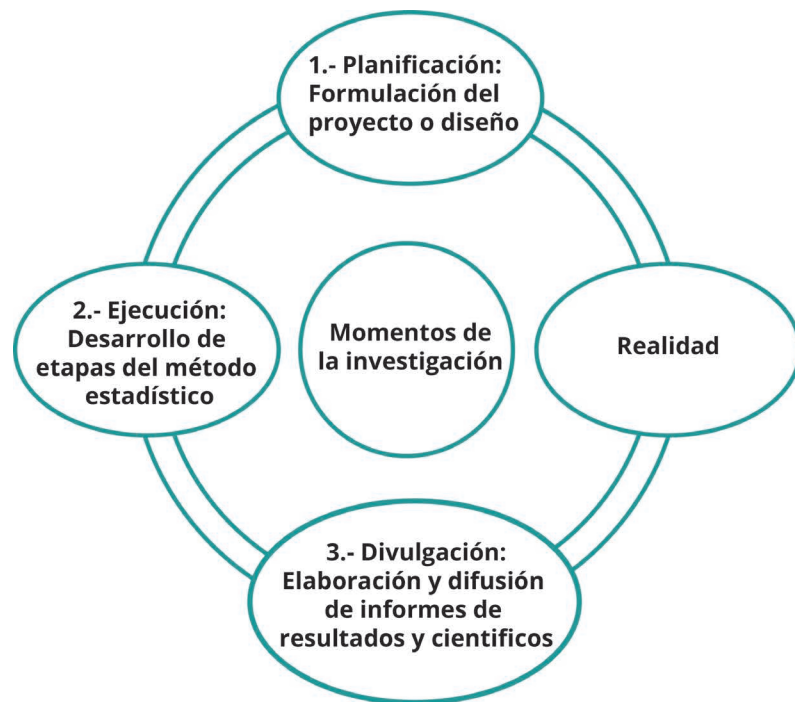 1.- Planificación:
Formulación del
proyecto o diseño
2.- Ejecución:
Desarrollo de
etapas del método
estadístico
Momentos de
la investigación
Realidad
3.- Divulgación:
Elaboración y difusión
de informes de
resultados y cientificos